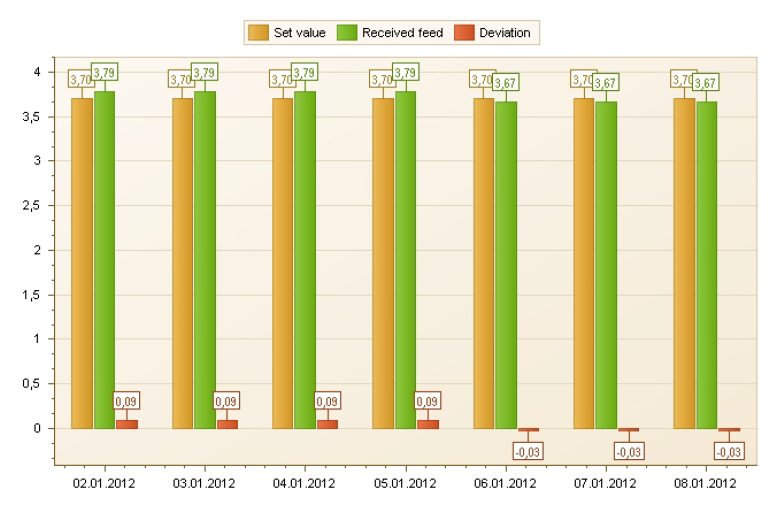 Set value Received feed Deviation
4
3,5
3
2,5
2
1,5
1
0,5
0
3,70 3,79 3,70 3,79 3,70 3,79 3,70 3,79 3,70 3,67 3,70 3,67 3,70 3,67
0,09 0,09 0,09 0,09
-0,03 -0,03 -0,03
02.01.2012 03.01.2012 04.01.2012 05.01.2012 06.01.2012 07.01.2012 08.01.2012